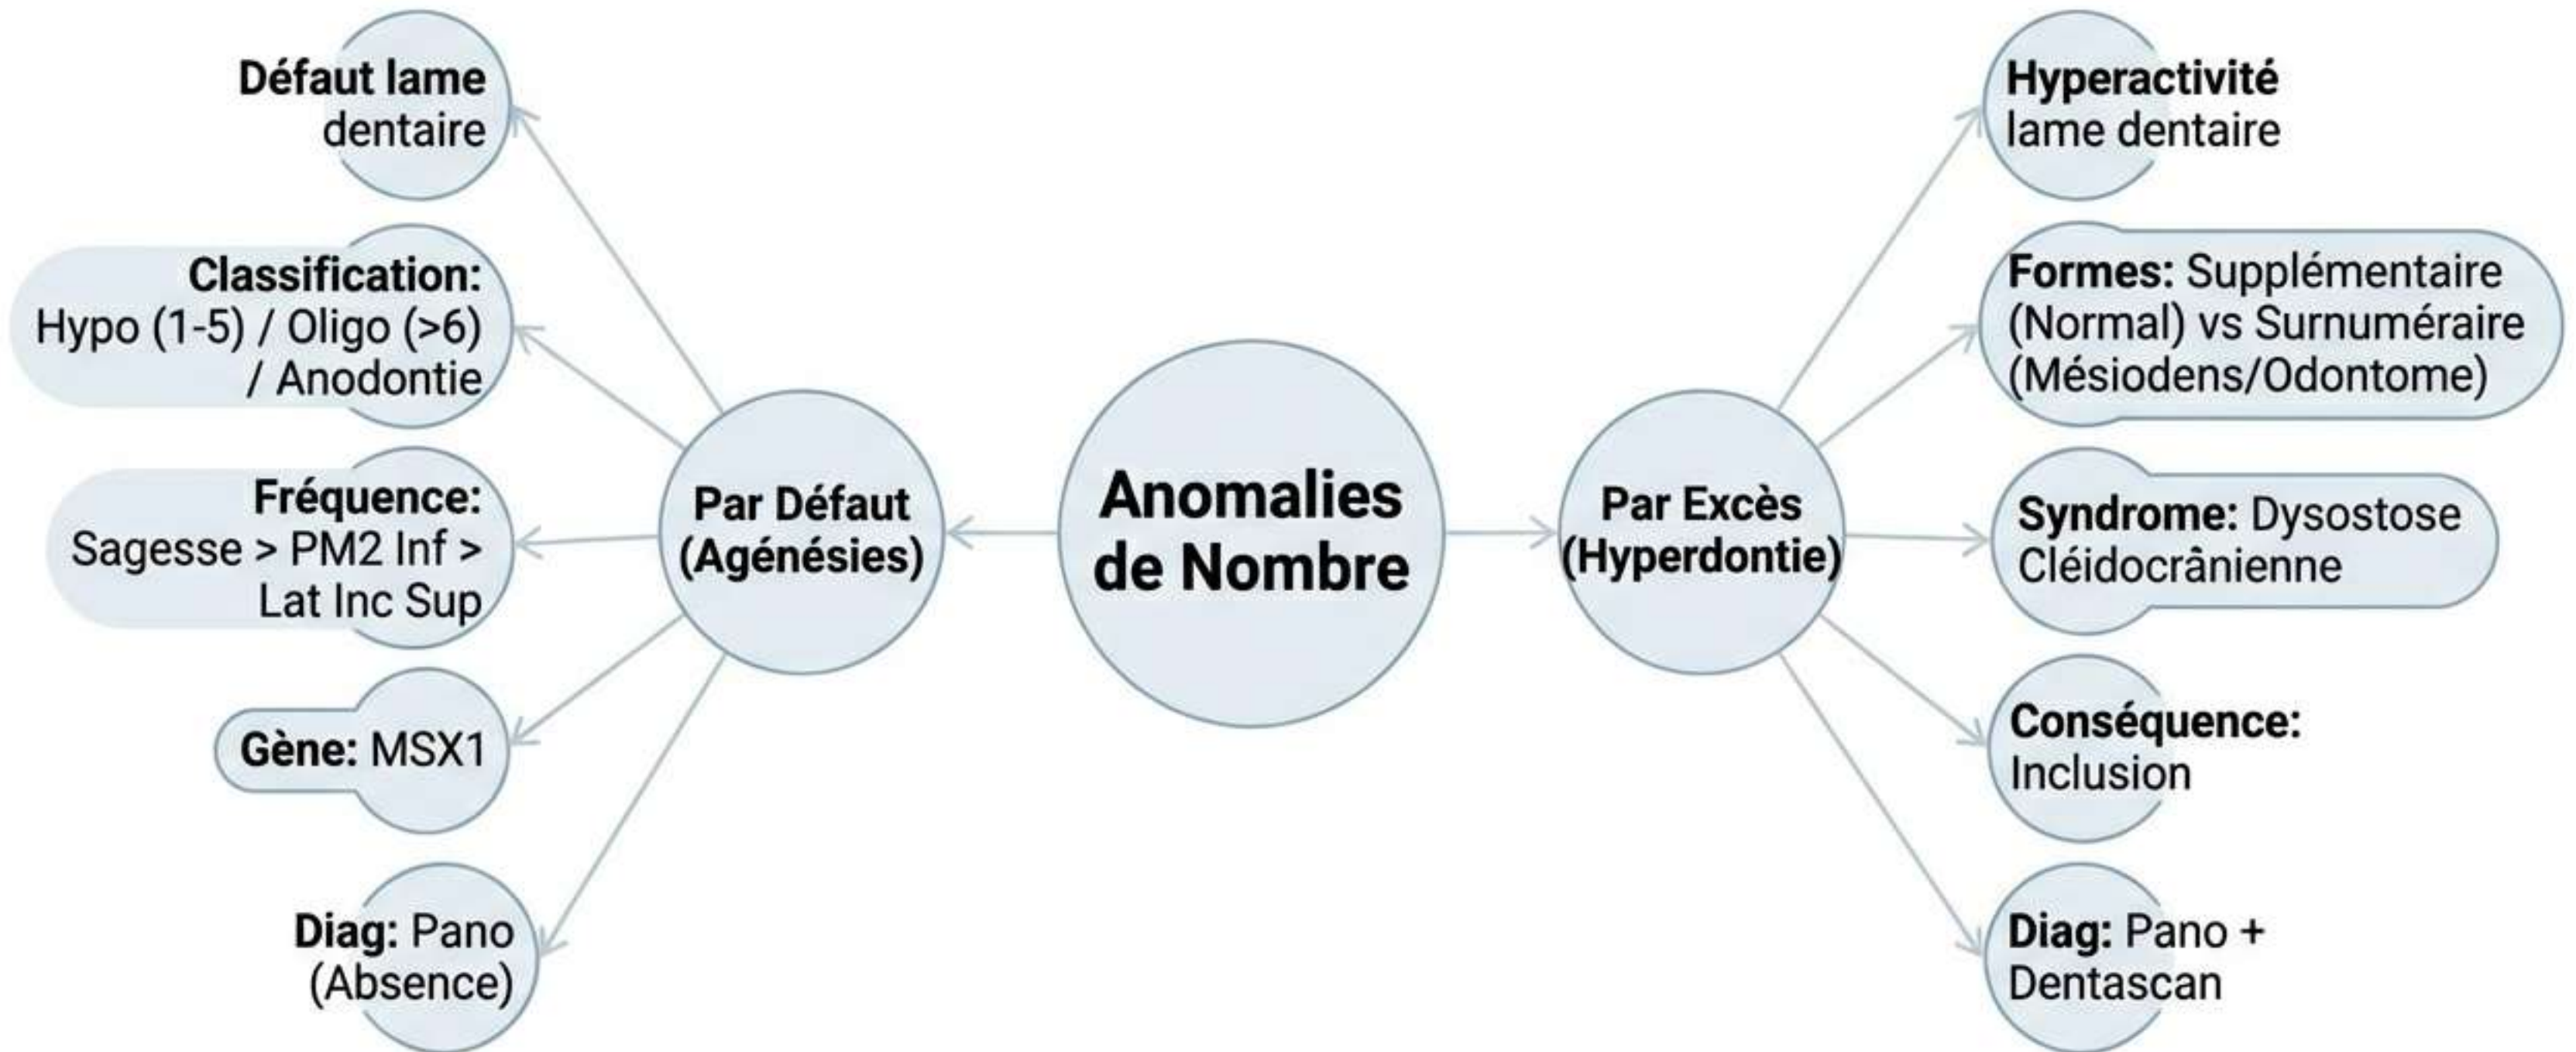 Anomalies
de Nombre
Par Défaut
(Agénésies)
Défaut lame
dentaire
Classification:
Hypo (1-5) / Oligo (>6)
/ Anodontie
Fréquence:
Sagesse > PM2 Inf >
Lat Inc Sup
Gène: MSX1
Diag: Pano
(Absence)
Par Excès
(Hyperdontie)
Hyperactivité
lame dentaire
Formes: Supplémentaire
(Normal) vs Surnuméraire
(Mésiodens/Odontome)
Syndrome: Dysostose
Cléidocrânienne
Conséquence:
Inclusion
Diag: Pano +
Dentascan